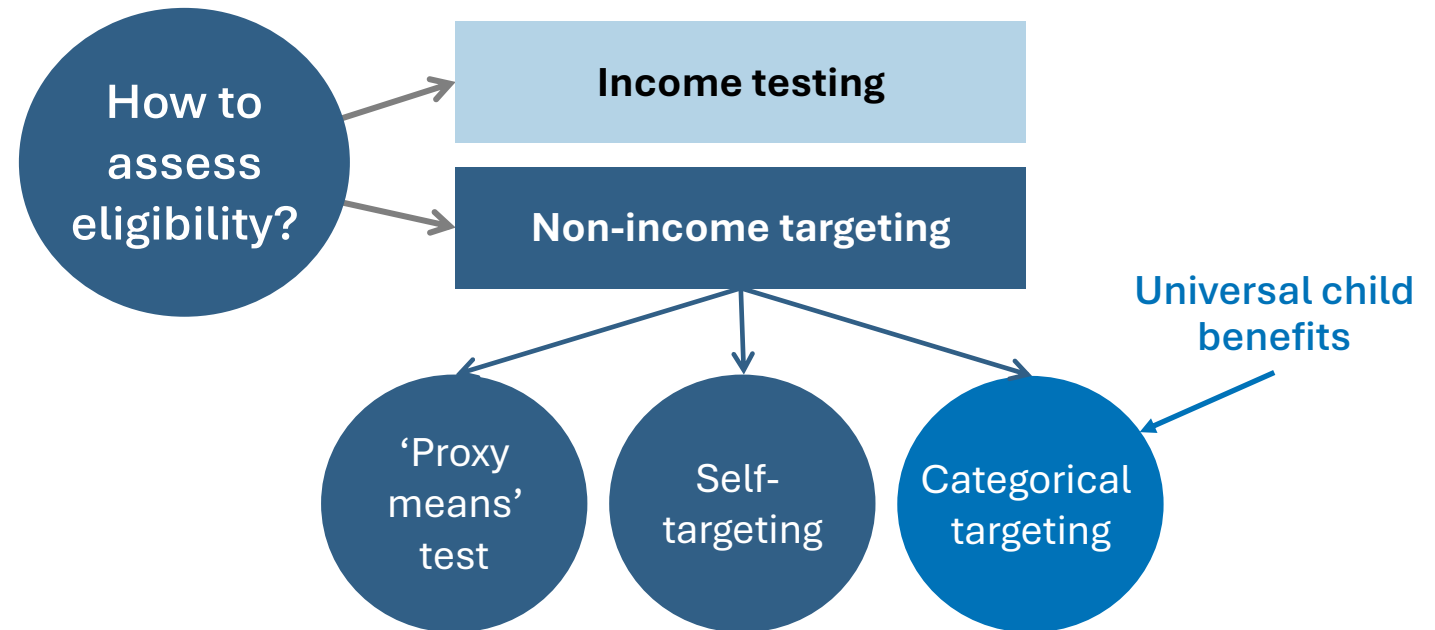 How to
assess
eligibility?
Income testing
Non-income targeting
Universal child
benefits
‘Proxy
means’
test
Self-
targeting
Categorical
targeting